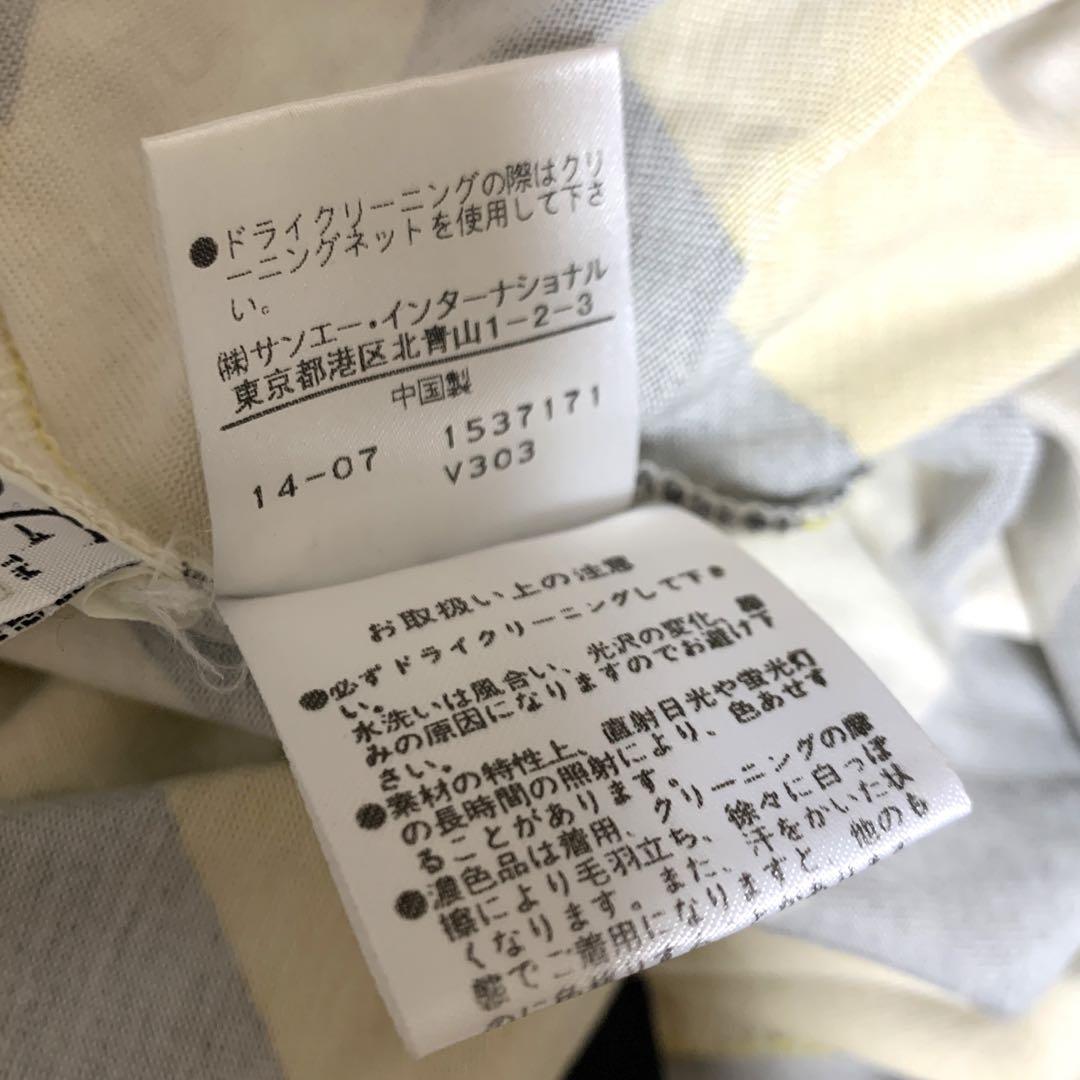 ●ドライクリーニングの際はクリ
ーニングネットを使用して下さ
い。
㈱サンエー・インターナショナル
東京都港区北青山1-2-3
中国製
14-07 1537171
V303
お取扱い上の注意
●必ずドライクリーニングして下さ
い。
水洗いは風合い、光沢の変化、縮
みの原因になりますのでお避け下
さい。
●素材の特性上、直射日光や蛍光灯
の長時間の照射により、色あせす
ることがあります。
●濃色品は着用、クリーニングの摩
擦により毛羽立ち、徐々に白っぽ
くなります。また、汗をかいた状
態でご着用になりますと、他のも
のに色